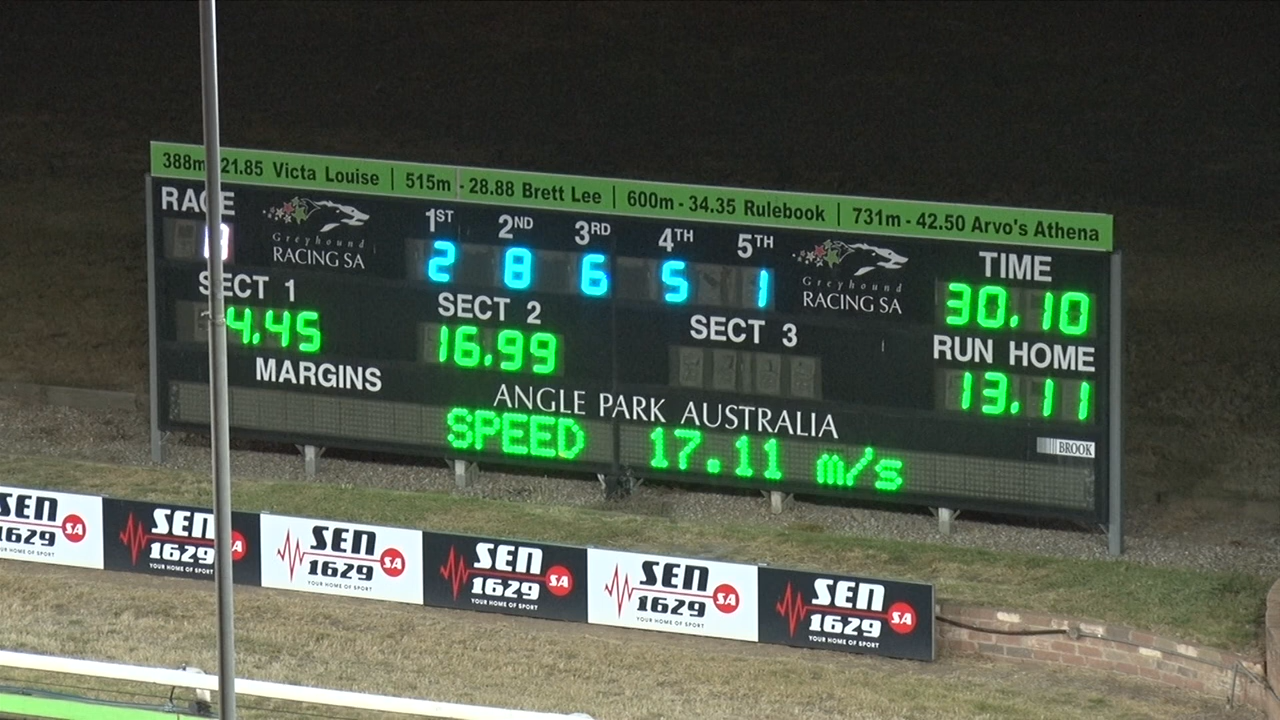 388m - 21.85 Victa Louise | 515m - 28.88 Brett Lee | 600m - 34.35 Rulebook | 731m - 42.50 Arvo's Athena
RACE
Greyhound
RACING SA
1ST 2ND 3RD 4TH 5TH
2 8 6 5 1
Greyhound
RACING SA
TIME
30.10
SECT 1
4.45
SECT 2
16.99
SECT 3
RUN HOME
13.11
MARGINS
ANGLE PARK AUSTRALIA
SPEED 17.11 m/s
BROOK
SEN
1629 SA
YOUR HOME OF SPORT
SEN
1629 SA
YOUR HOME OF SPORT
SEN
1629 SA
YOUR HOME OF SPORT
SEN
1629 SA
YOUR HOME OF SPORT
SEN
1629 SA
YOUR HOME OF SPORT
SEN
1629 SA
YOUR HOME OF SPORT